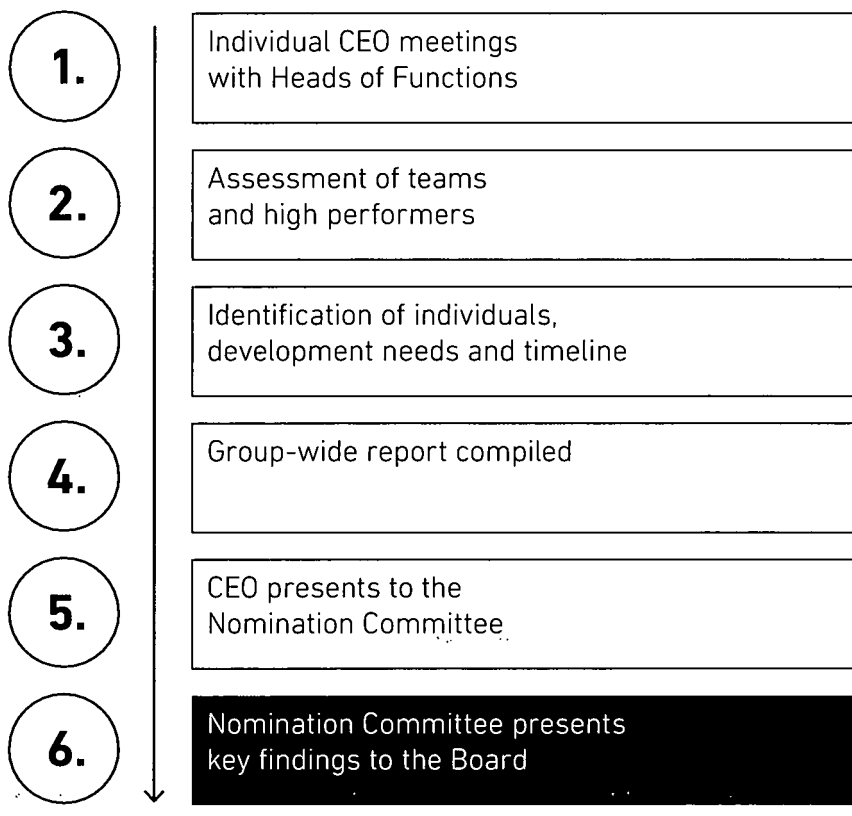 1.
Individual CEO meetings
with Heads of Functions
2.
Assessment of teams
and high performers
3.
Identification of individuals,
development needs and timeline
4.
Group-wide report compiled
5.
CEO presents to the
Nomination Committee
6.
Nomination Committee presents
key findings to the Board